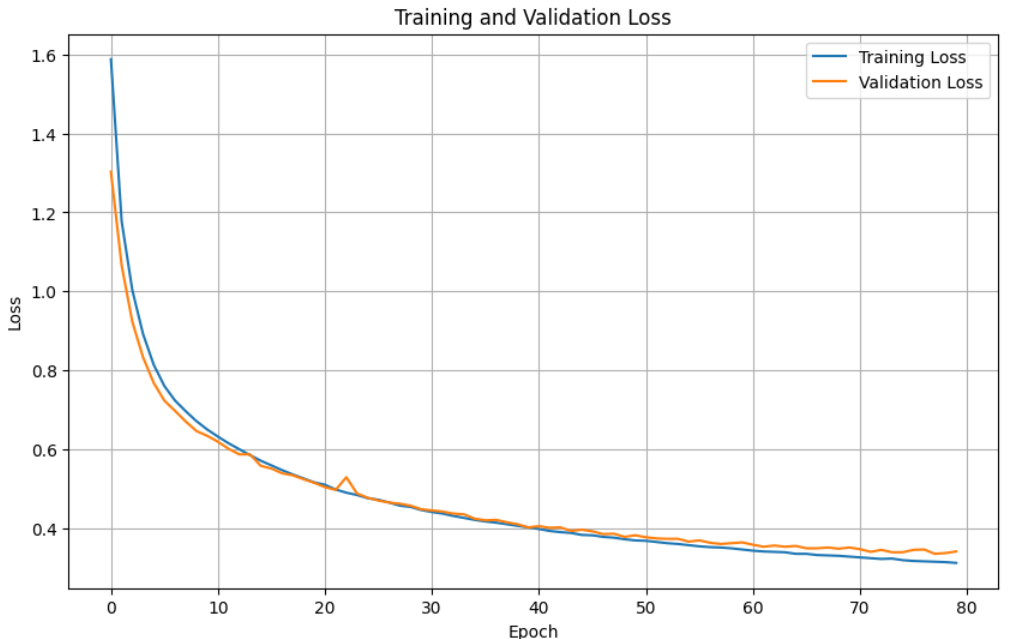 Training and Validation Loss
Training Loss
Validation Loss
1.6
1.4
1.2
1.0
0.8
0.6
0.4
Loss
0 10 20 30 40 50 60 70 80
Epoch